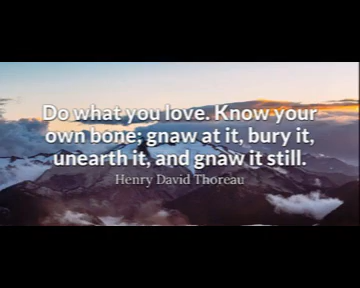 Do what you love. Know your
own bone; gnaw at it, bury it,
unearth it, and gnaw it still.
Henry David Thoreau